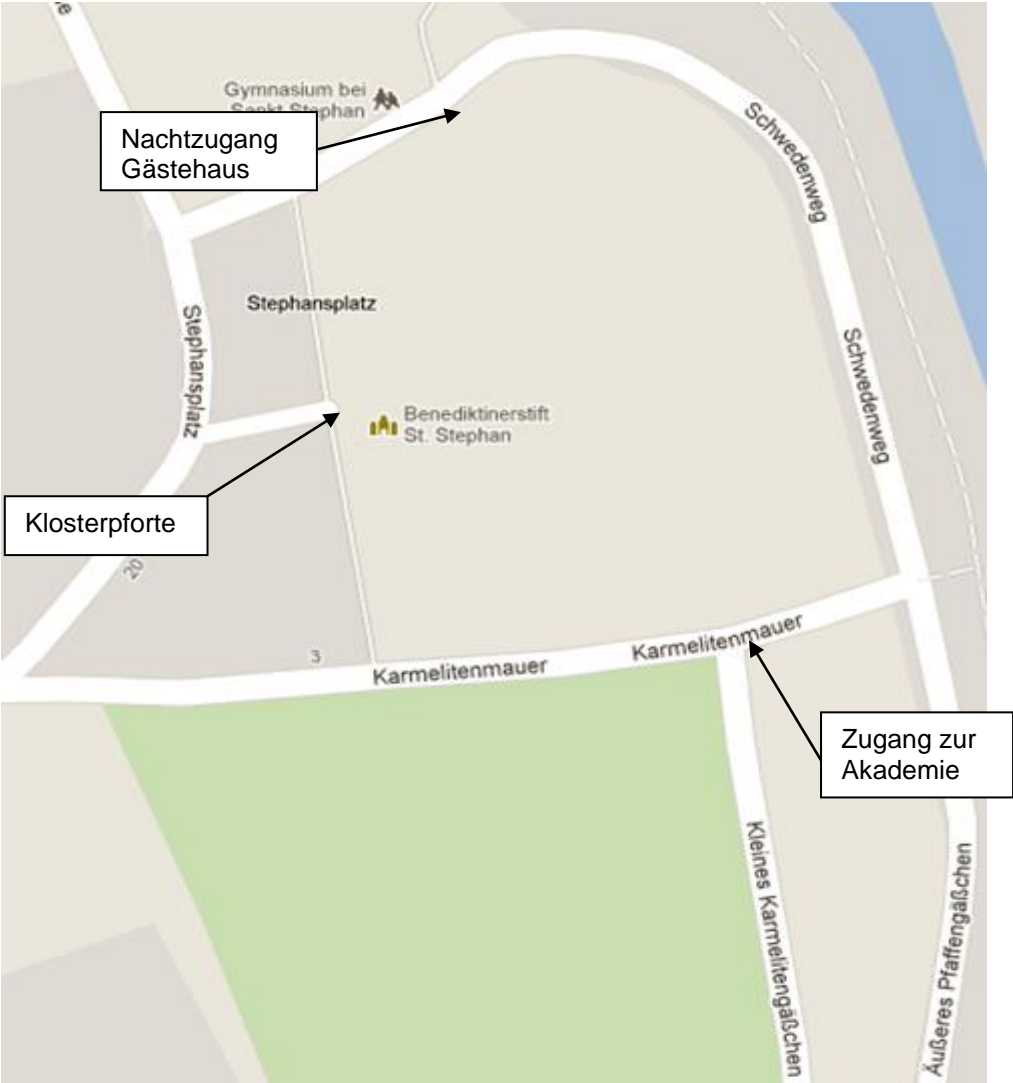 Gymnasium bei
Sankt Stephan
Nachtzugang
Gästehaus
Schwedenweg
Stephansplatz
Stephansplatz
Schwedenweg
Benediktinerstift
St. Stephan
Klosterpforte
20
3
Karmelitenmauer
Karmelitenmauer
Zugang zur
Akademie
Kleines Karmelitengäßchen
Äußeres Pfaffengäßchen